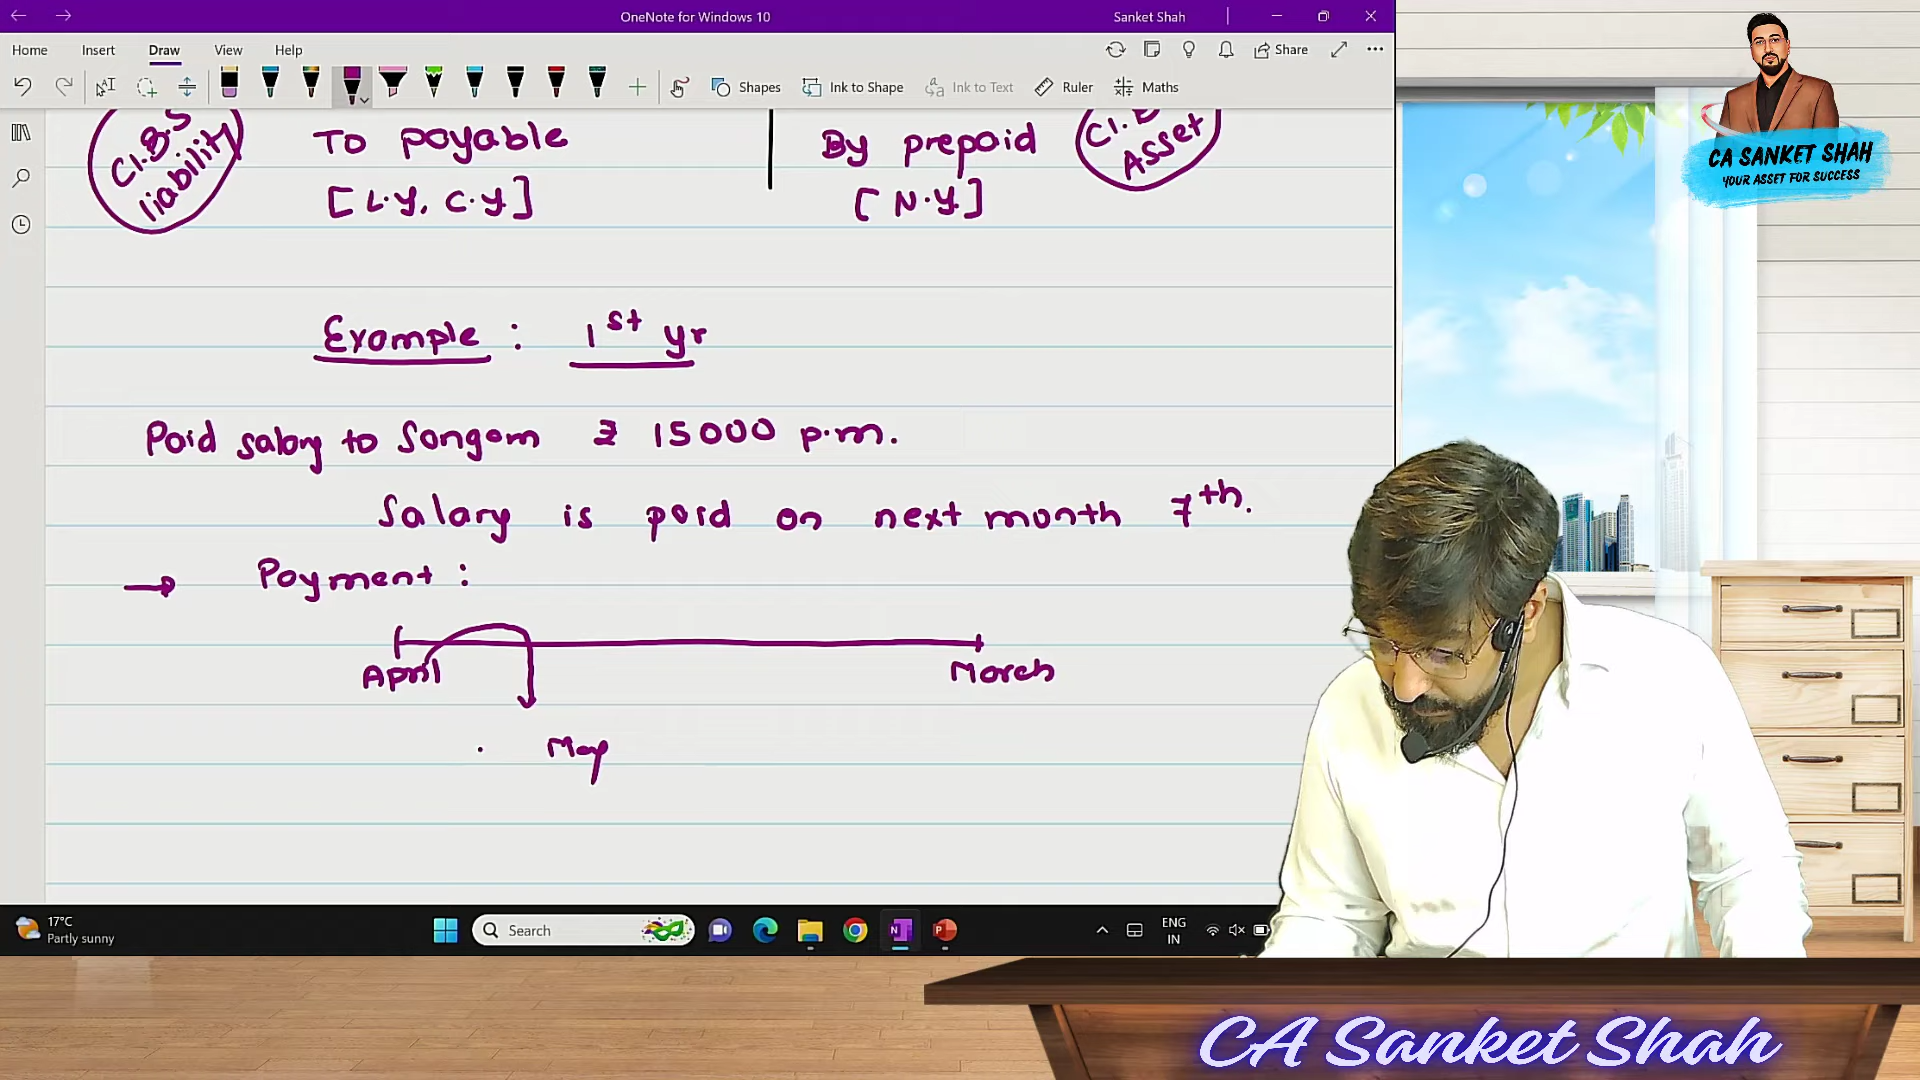 OneNote for Windows 10
Sanket Shah
Home Insert Draw View Help
Share
Shapes Ink to Shape Ink to Text Ruler Maths
Cl.B.S liability
To payable
[L.Y, C.Y]
By prepaid
[N.Y]
Cl.B
Asset
Example : 1st yr
Paid salary to Sangam ₹ 15000 p.m.
Salary is paid on next month 7th.
→ Payment :
April March
May
17°C
Partly sunny
Search
ENG
IN
CA SANKET SHAH
YOUR ASSET FOR SUCCESS
CA Sanket Shah